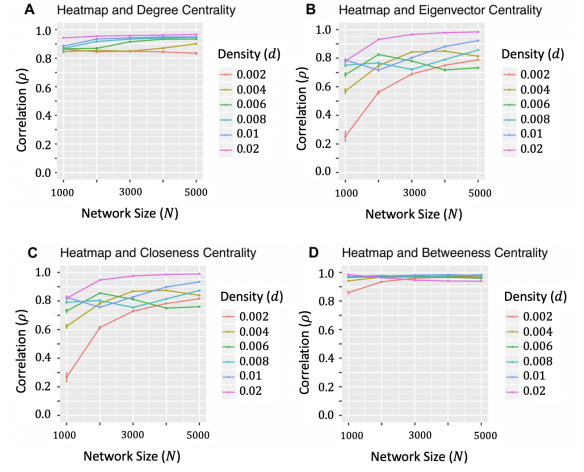 A Heatmap and Degree Centrality
Correlation (ρ)
1.0
0.8
0.6
0.4
0.2
0.0
1000 3000 5000
Network Size (N)
Density (d)
0.002
0.004
0.006
0.008
0.01
0.02
B Heatmap and Eigenvector Centrality
Correlation (ρ)
1.0
0.8
0.6
0.4
0.2
0.0
1000 3000 5000
Network Size (N)
Density (d)
0.002
0.004
0.006
0.008
0.01
0.02
C Heatmap and Closeness Centrality
Correlation (ρ)
1.0
0.8
0.6
0.4
0.2
0.0
1000 3000 5000
Network Size (N)
Density (d)
0.002
0.004
0.006
0.008
0.01
0.02
D Heatmap and Betweeness Centrality
Correlation (ρ)
1.0
0.8
0.6
0.4
0.2
0.0
1000 3000 5000
Network Size (N)
Density (d)
0.002
0.004
0.006
0.008
0.01
0.02